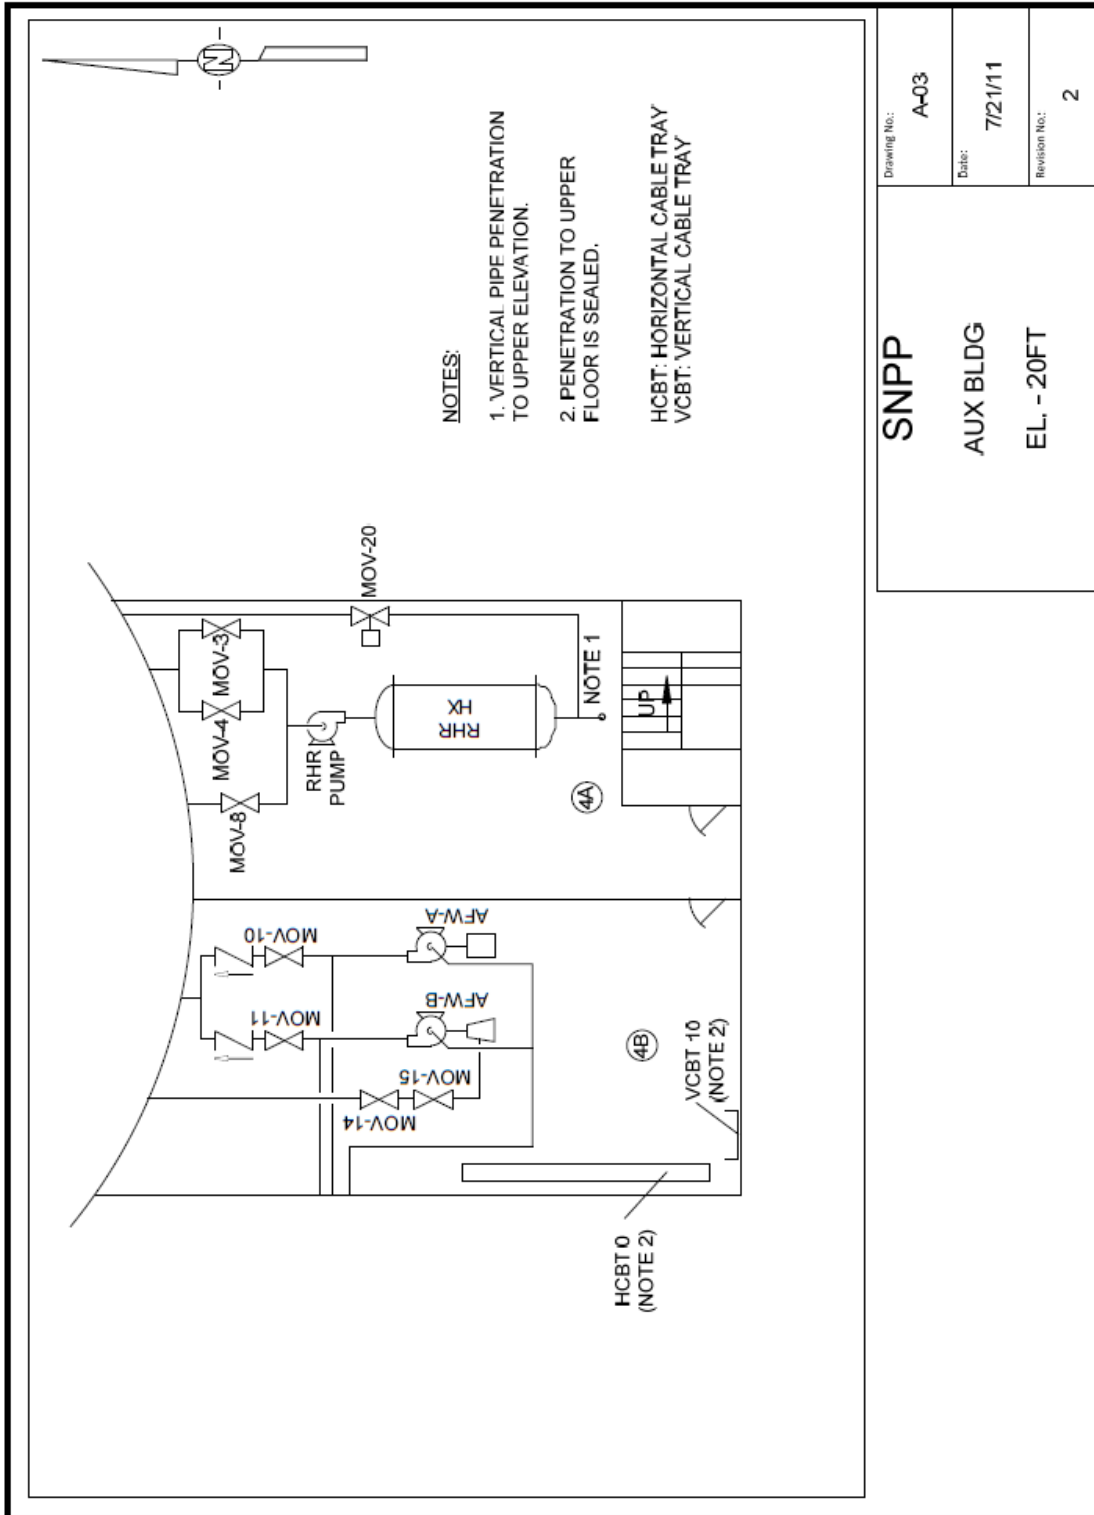 N
NOTES:
1. VERTICAL PIPE PENETRATION
TO UPPER ELEVATION.
2. PENETRATION TO UPPER
FLOOR IS SEALED.
HCBT: HORIZONTAL CABLE TRAY
VCBT: VERTICAL CABLE TRAY
MOV-20
MOV-3
MOV-4
MOV-8
RHR
PUMP
RHR
HX
NOTE 1
UP
4A
MOV-10
MOV-11
AFW-A
AFW-B
MOV-15
MOV-14
4B
VCBT 10
(NOTE 2)
HCBT 0
(NOTE 2)
SNPP
AUX BLDG
EL. - 20FT
Drawing No.:
A-03
Date:
7/21/11
Revision No.:
2